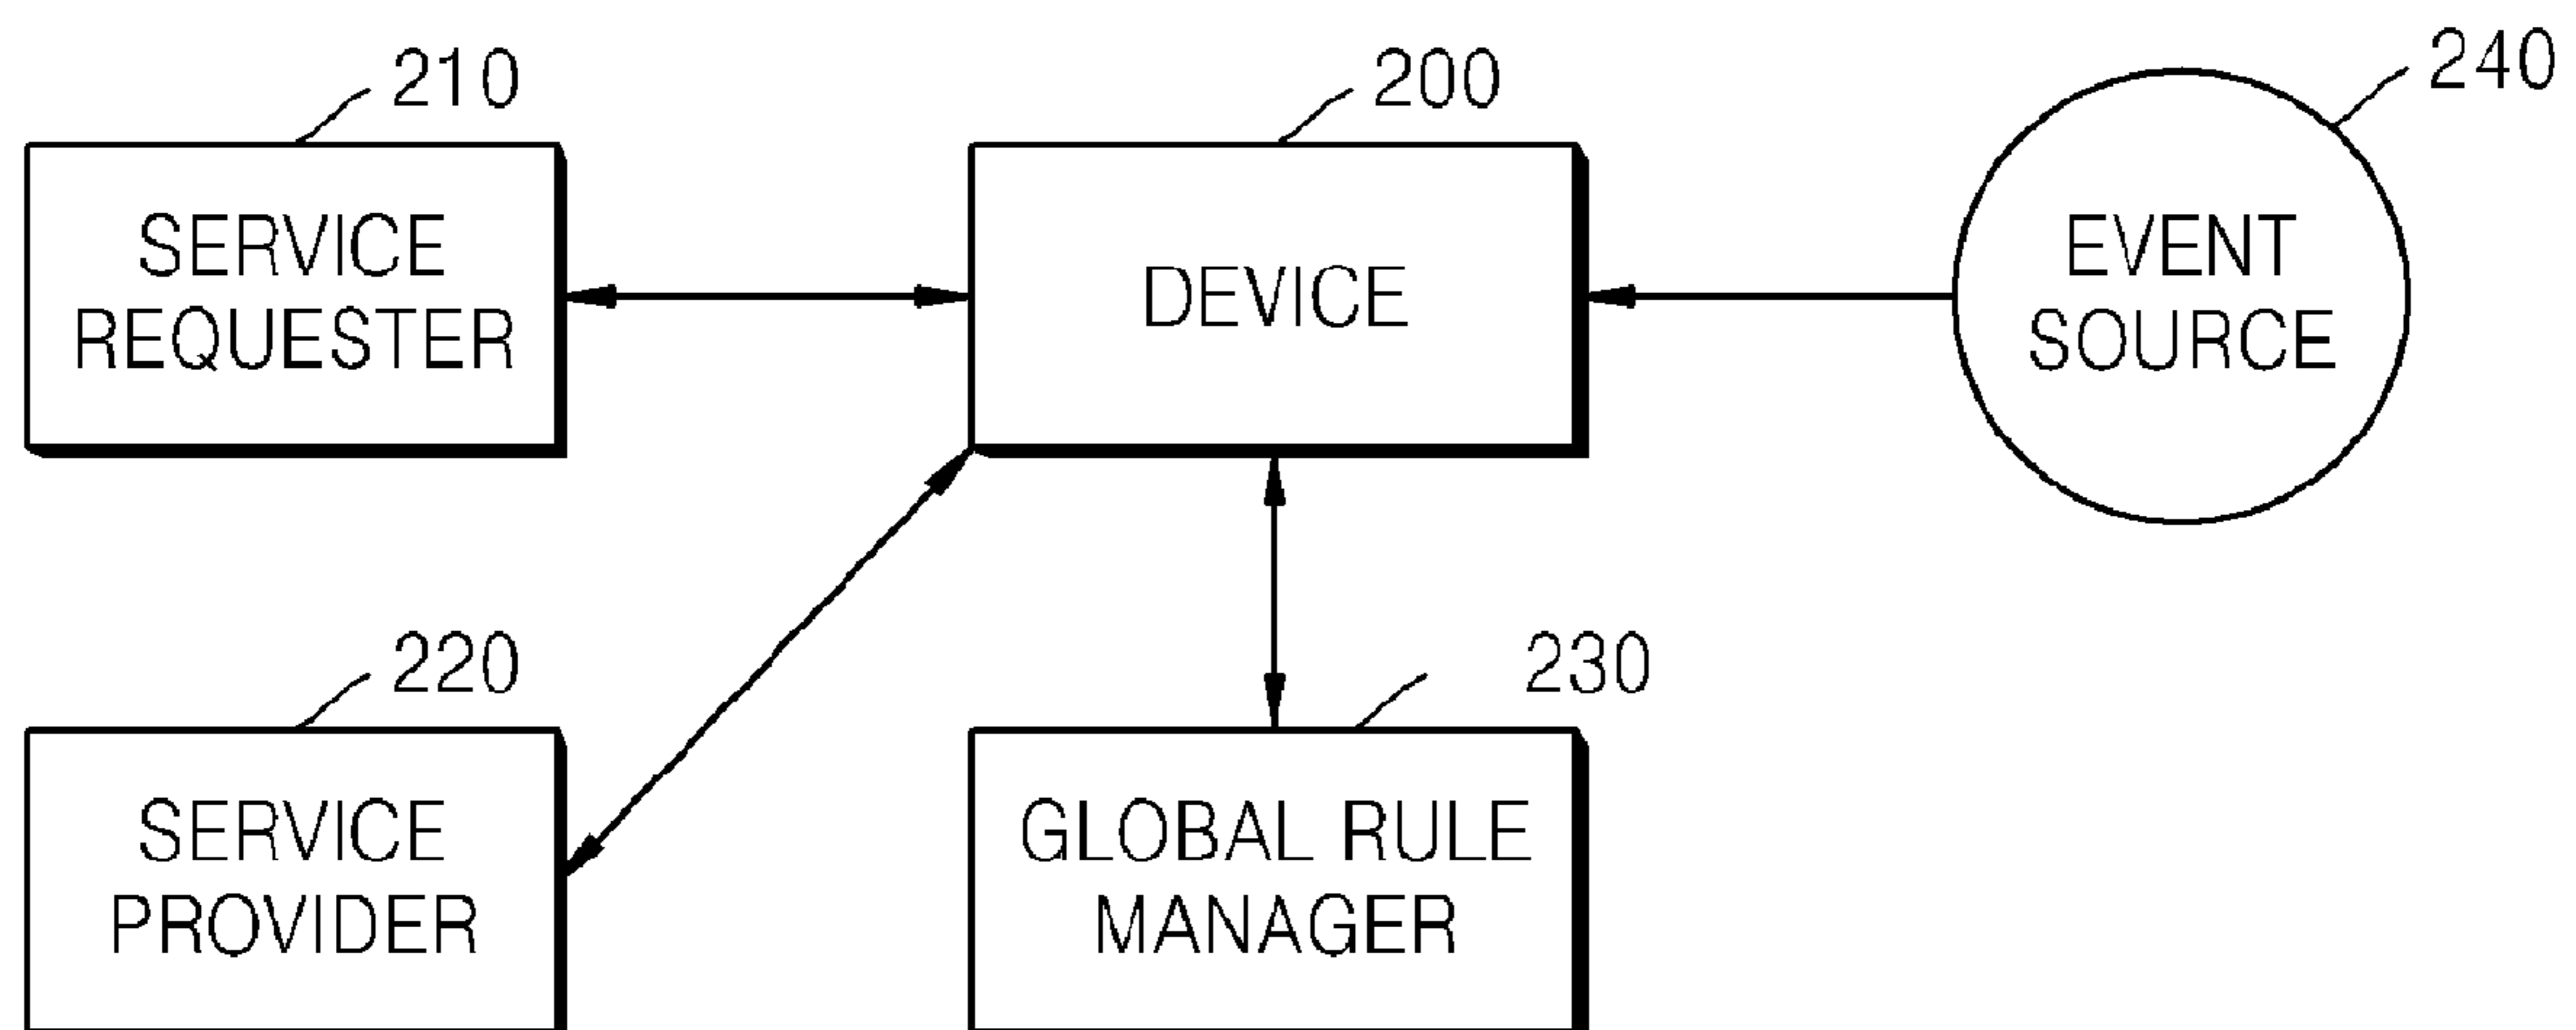 210
200
240
SERVICE
REQUESTER
DEVICE
EVENT
SOURCE
220
230
SERVICE
PROVIDER
GLOBAL RULE
MANAGER